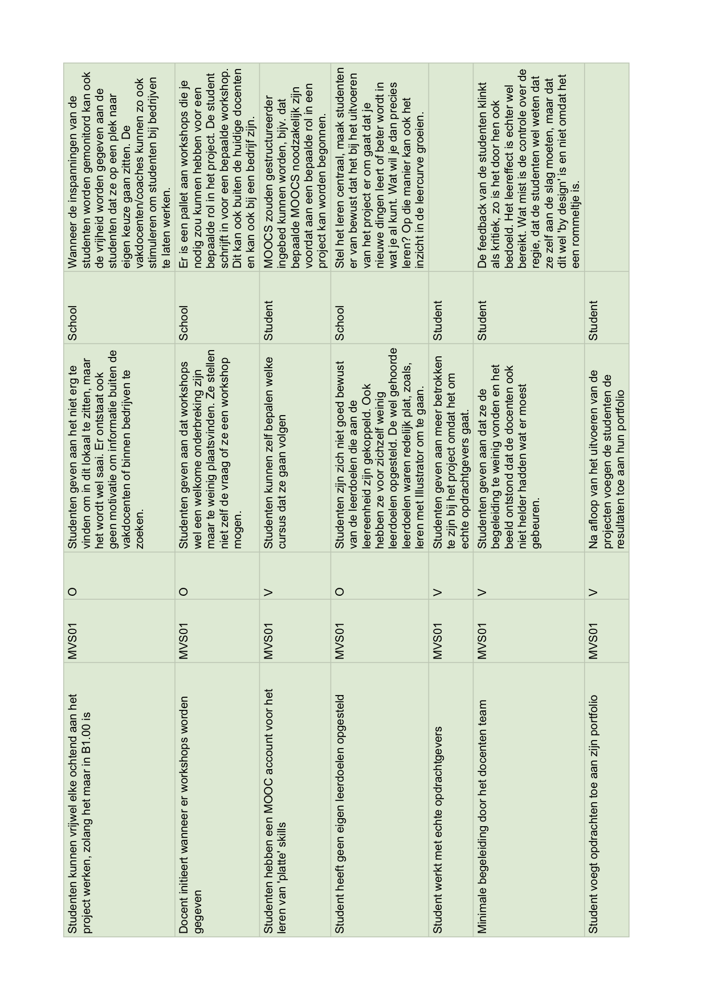 Studenten kunnen vrijwel elke ochtend aan het
project werken, zolang het maar in B1.00 is
MVS01
O
Studenten geven aan het niet erg te
vinden om in dit lokaal te zitten, maar
het wordt wel saai. Er ontstaat ook
geen motivatie om informatie buiten de
vakdocenten of binnen bedrijven te
zoeken.
School
Wanneer de inspanningen van de
studenten worden gemonitord kan ook
de vrijheid worden gegeven aan de
studenten dat ze op een plek naar
eigen keuze gaan zitten. De
vakdocenten/coaches kunnen zo ook
stimuleren om studenten bij bedrijven
te laten werken.
Docent initieert wanneer er workshops worden
gegeven
MVS01
O
Studenten geven aan dat workshops
wel een welkome onderbreking zijn
maar te weinig plaatsvinden. Ze stellen
niet zelf de vraag of ze een workshop
mogen.
School
Er is een pallet aan workshops die je
nodig zou kunnen hebben voor een
bepaalde rol in het project. De student
schrijft in voor een bepaalde workshop.
Dit kan ook buiten de huidige docenten
en kan ook bij een bedrijf zijn.
Studenten hebben een MOOC account voor het
leren van 'platte' skills
MVS01
V
Studenten kunnen zelf bepalen welke
cursus dat ze gaan volgen
Student
MOOCS zouden gestructureerder
ingebed kunnen worden, bijv. dat
bepaalde MOOCS noodzakelijk zijn
voordat aan een bepaalde rol in een
project kan worden begonnen.
Student heeft geen eigen leerdoelen opgesteld
MVS01
O
Studenten zijn zich niet goed bewust
van de leerdoelen die aan de
leereenheid zijn gekoppeld. Ook
hebben ze voor zichzelf weinig
leerdoelen opgesteld. De wel gehoorde
leerdoelen waren redelijk plat, zoals,
leren met Illustrator om te gaan.
School
Stel het leren centraal, maak studenten
er van bewust dat het bij het uitvoeren
van het project er om gaat dat je
nieuwe dingen leert of beter wordt in
wat je al kunt. Wat wil je dan precies
leren? Op die manier kan ook het
inzicht in de leercurve groeien.
Student werkt met echte opdrachtgevers
MVS01
V
Studenten geven aan meer betrokken
te zijn bij het project omdat het om
echte opdrachtgevers gaat.
Student
Minimale begeleiding door het docenten team
MVS01
V
Studenten geven aan dat ze de
begeleiding te weinig vonden en het
beeld ontstond dat de docenten ook
niet helder hadden wat er moest
gebeuren.
Student
De feedback van de studenten klinkt
als kritiek, zo is het door hen ook
bedoeld. Het leereffect is echter wel
bereikt. Wat mist is de controle over de
regie, dat de studenten wel weten dat
ze zelf aan de slag moeten, maar dat
dit wel 'by design' is en niet omdat het
een rommeltje is.
Student voegt opdrachten toe aan zijn portfolio
MVS01
V
Na afloop van het uitvoeren van de
projecten voegen de studenten de
resultaten toe aan hun portfolio
Student